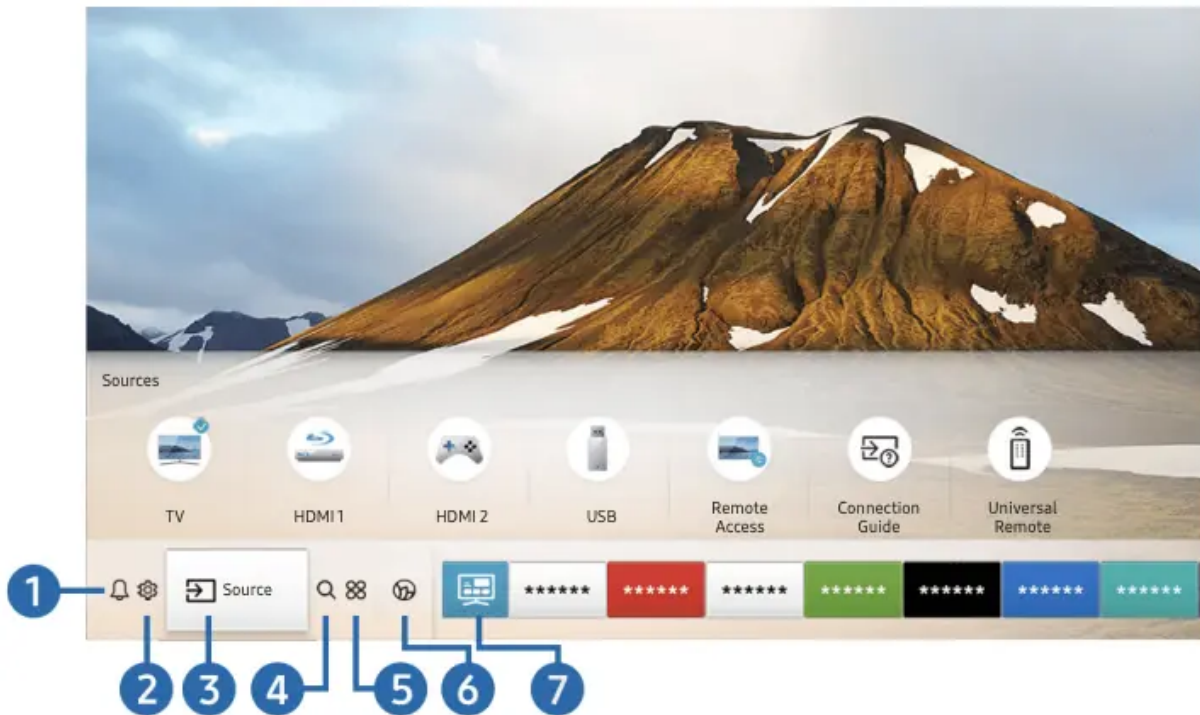 Sources
TV
HDMI 1
HDMI 2
USB
Remote
Access
Connection
Guide
Universal
Remote
1
Source
******
******
******
******
******
******
******
2
3
4
5
6
7